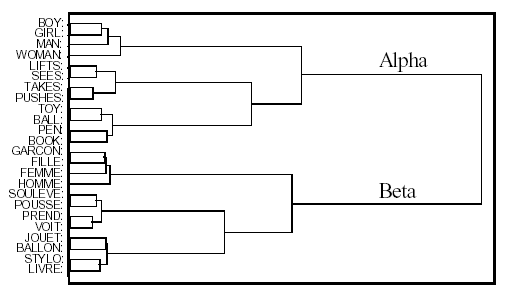 BOY:
GIRL:
MAN:
WOMAN:
LIFTS:
SEES:
TAKES:
PUSHES:
TOY:
BALL:
PEN:
BOOK:
GARCON:
FILLE:
FEMME:
HOMME:
SOULEVE:
POUSSE:
PREND:
VOIT:
JOUET:
BALLON:
STYLO:
LIVRE:
Alpha
Beta